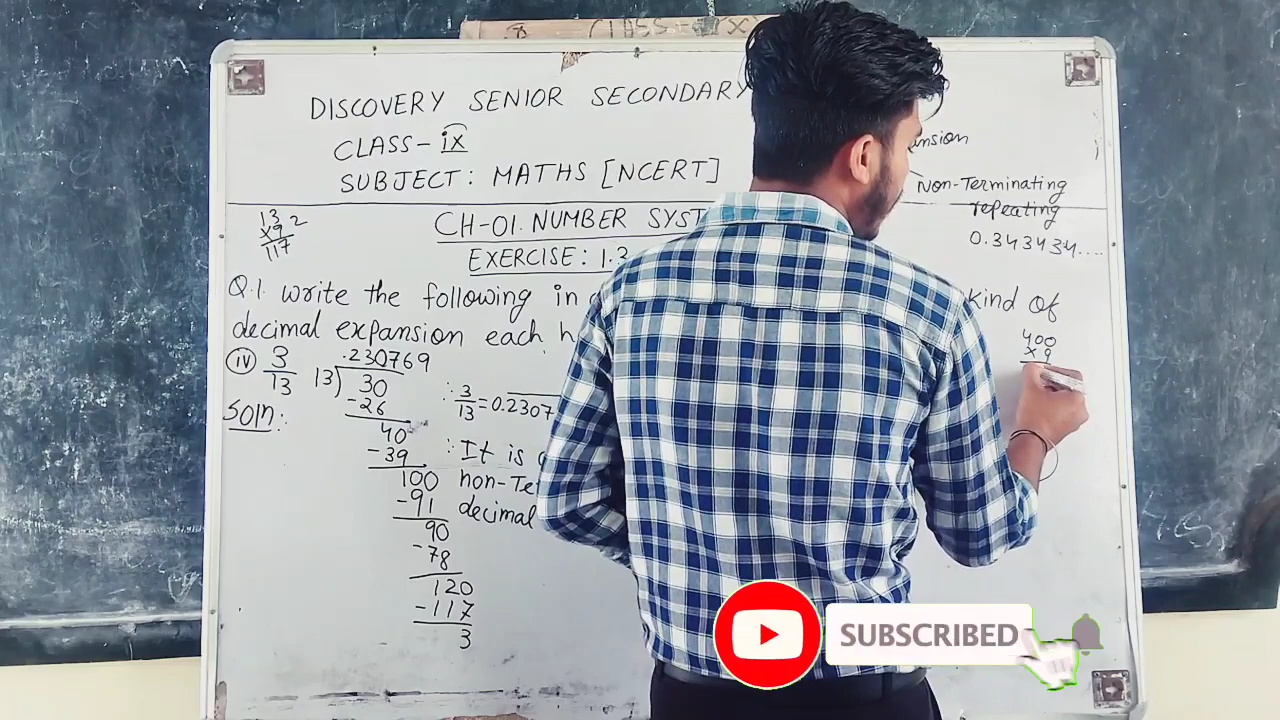 CLASS - IX
DISCOVERY SENIOR SECONDARY
CLASS - ix
SUBJECT : MATHS [NCERT]
13
×9 2
117
CH-01. NUMBER SYST
EXERCISE : 1.3
ansion
Non-Terminating
repeating
0.343434....
Q.1. Write the following in
kind of
decimal expansion each h
(iv) 3/13
Soln:
.230769
13) 30
-26
40
-39
100
-91
90
-78
120
-117
3
∵ 3/13 = 0.2307
∴ It is
non-Te
decimal
400
× 9
SUBSCRIBED